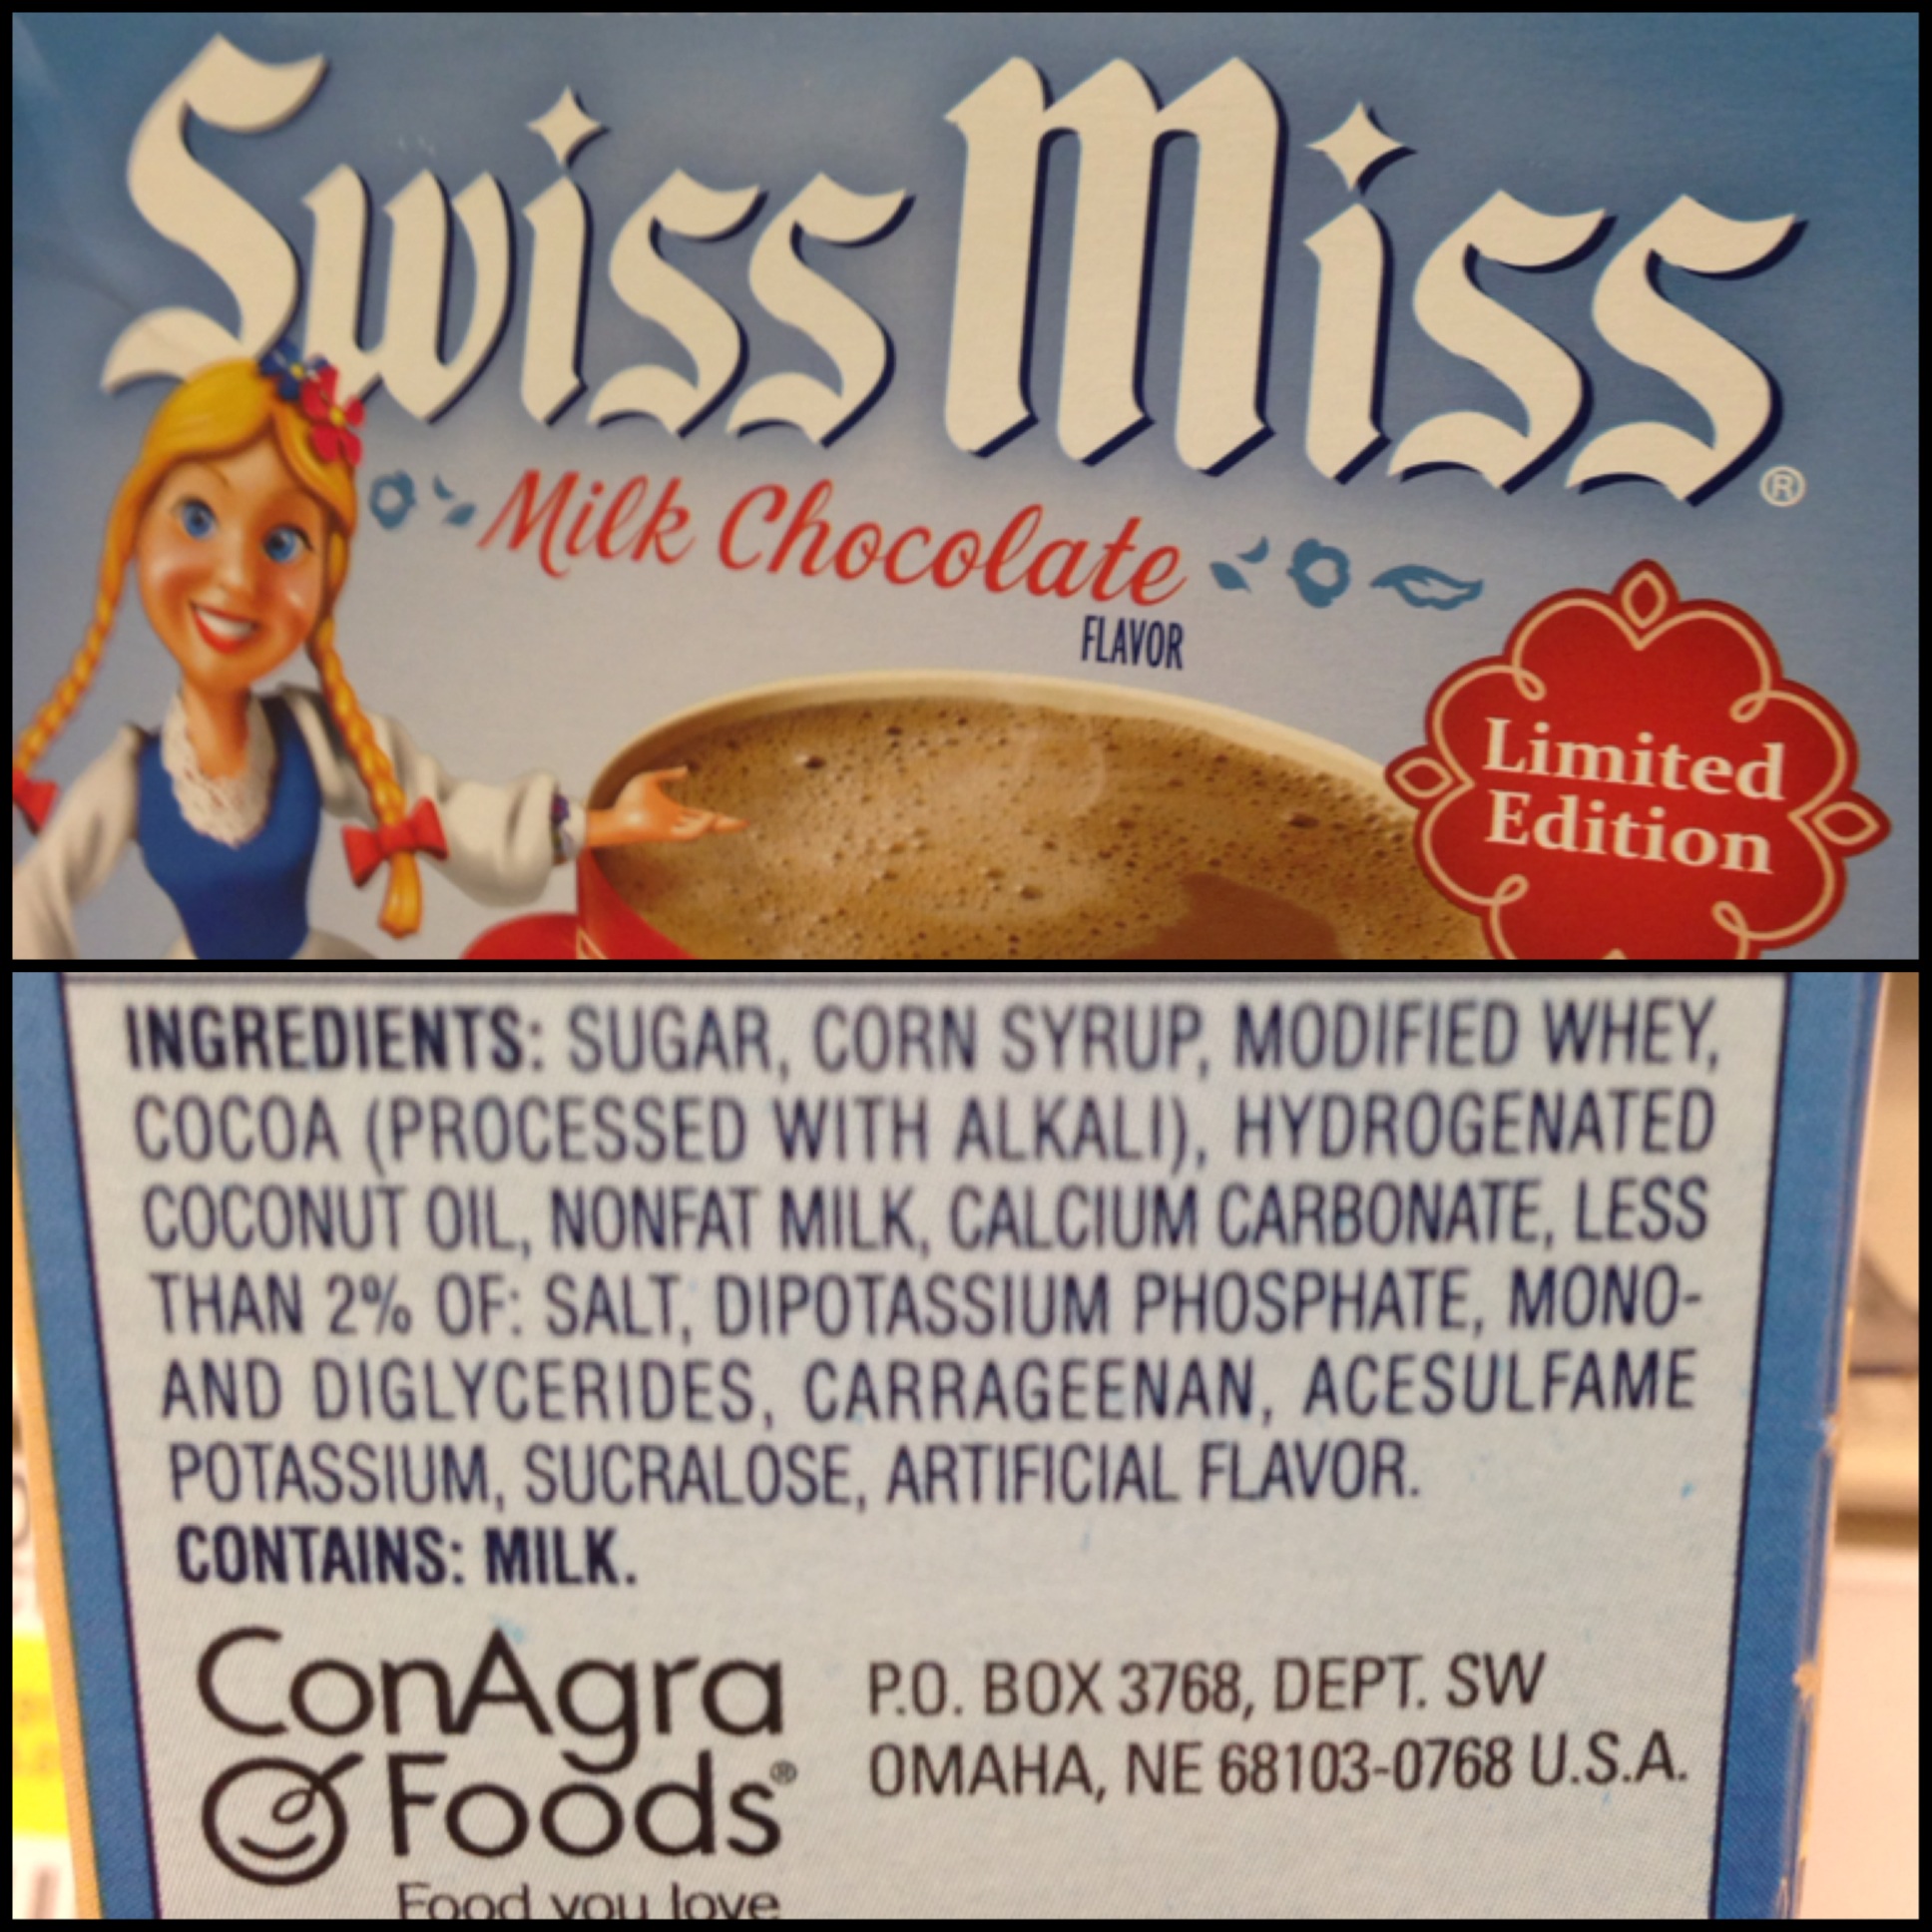 Swiss Miss®
Milk Chocolate
FLAVOR
Limited
Edition
INGREDIENTS: SUGAR, CORN SYRUP, MODIFIED WHEY,
COCOA (PROCESSED WITH ALKALI), HYDROGENATED
COCONUT OIL, NONFAT MILK, CALCIUM CARBONATE, LESS
THAN 2% OF: SALT, DIPOTASSIUM PHOSPHATE, MONO-
AND DIGLYCERIDES, CARRAGEENAN, ACESULFAME
POTASSIUM, SUCRALOSE, ARTIFICIAL FLAVOR.
CONTAINS: MILK.
ConAgra
Foods®
Food you love
P.O. BOX 3768, DEPT. SW
OMAHA, NE 68103-0768 U.S.A.